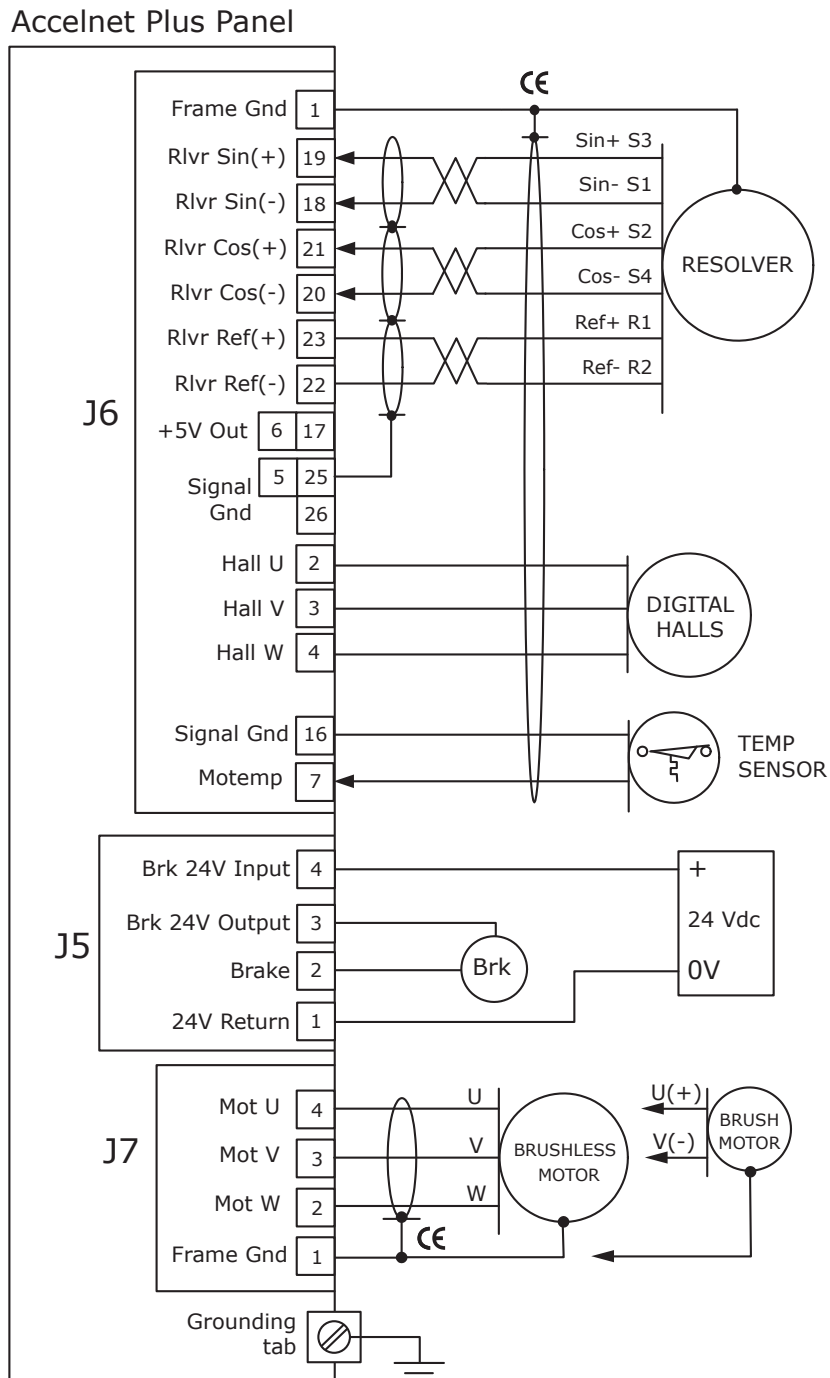 Accelnet Plus Panel
CE
J6
Frame Gnd 1
Rlvr Sin(+) 19 Sin+ S3
Rlvr Sin(-) 18 Sin- S1
Rlvr Cos(+) 21 Cos+ S2
Rlvr Cos(-) 20 Cos- S4
Rlvr Ref(+) 23 Ref+ R1
Rlvr Ref(-) 22 Ref- R2
RESOLVER
+5V Out 6 17
Signal
Gnd
5 25
26
Hall U 2
Hall V 3
Hall W 4
DIGITAL
HALLS
Signal Gnd 16
Motemp 7
TEMP
SENSOR
J5
Brk 24V Input 4
Brk 24V Output 3
Brake 2
24V Return 1
Brk
+
24 Vdc
0V
J7
Mot U 4 U
Mot V 3 V
Mot W 2 W
Frame Gnd 1
CE
BRUSHLESS
MOTOR
U(+)
V(-)
BRUSH
MOTOR
Grounding
tab